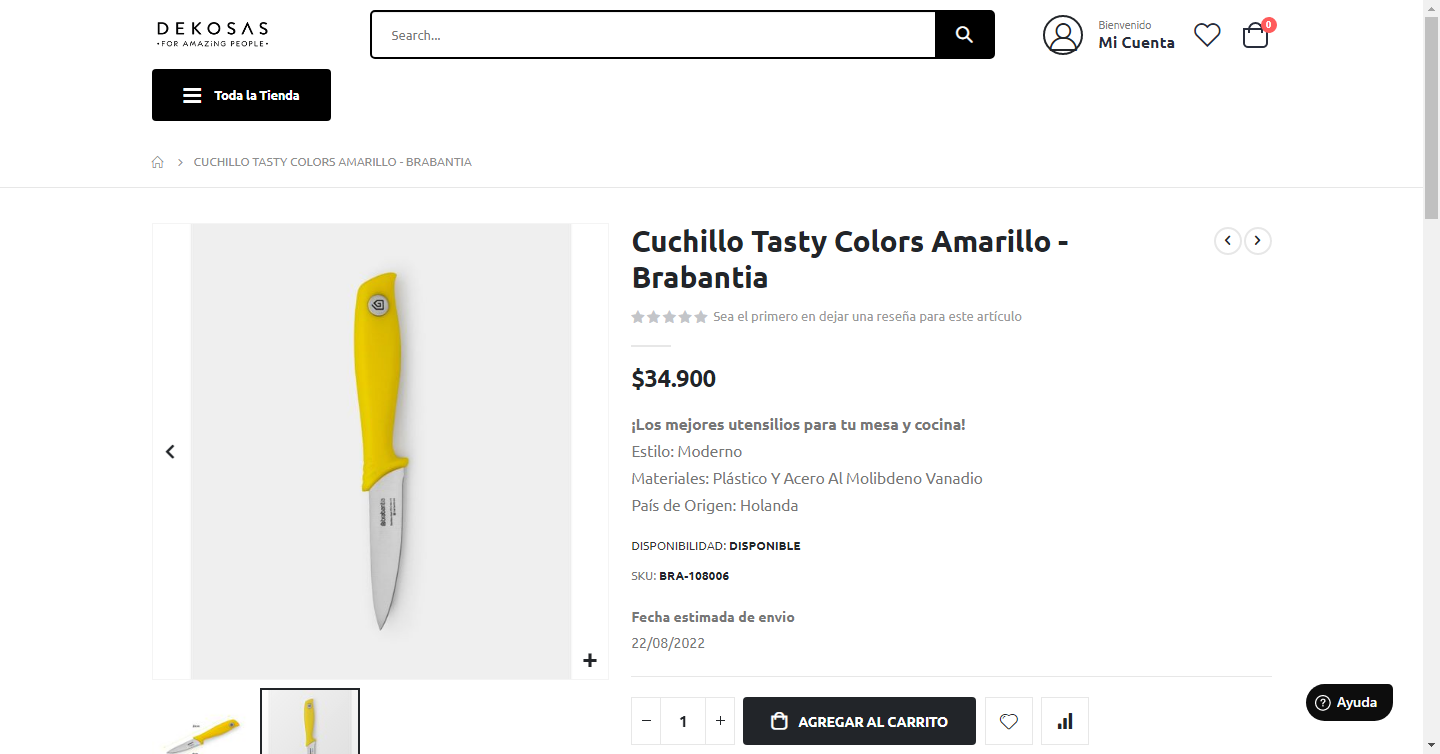 DEKOSAS
•FOR AMAZiNG PEOPLE•
Search...
Bienvenido
Mi Cuenta
0
Toda la Tienda
CUCHILLO TASTY COLORS AMARILLO - BRABANTIA
Cuchillo Tasty Colors Amarillo -
Brabantia
Sea el primero en dejar una reseña para este artículo
$34.900
¡Los mejores utensilios para tu mesa y cocina!
Estilo: Moderno
Materiales: Plástico Y Acero Al Molibdeno Vanadio
País de Origen: Holanda
DISPONIBILIDAD: DISPONIBLE
SKU: BRA-108006
Fecha estimada de envio
22/08/2022
− 1 +
AGREGAR AL CARRITO
Ayuda
brabantia